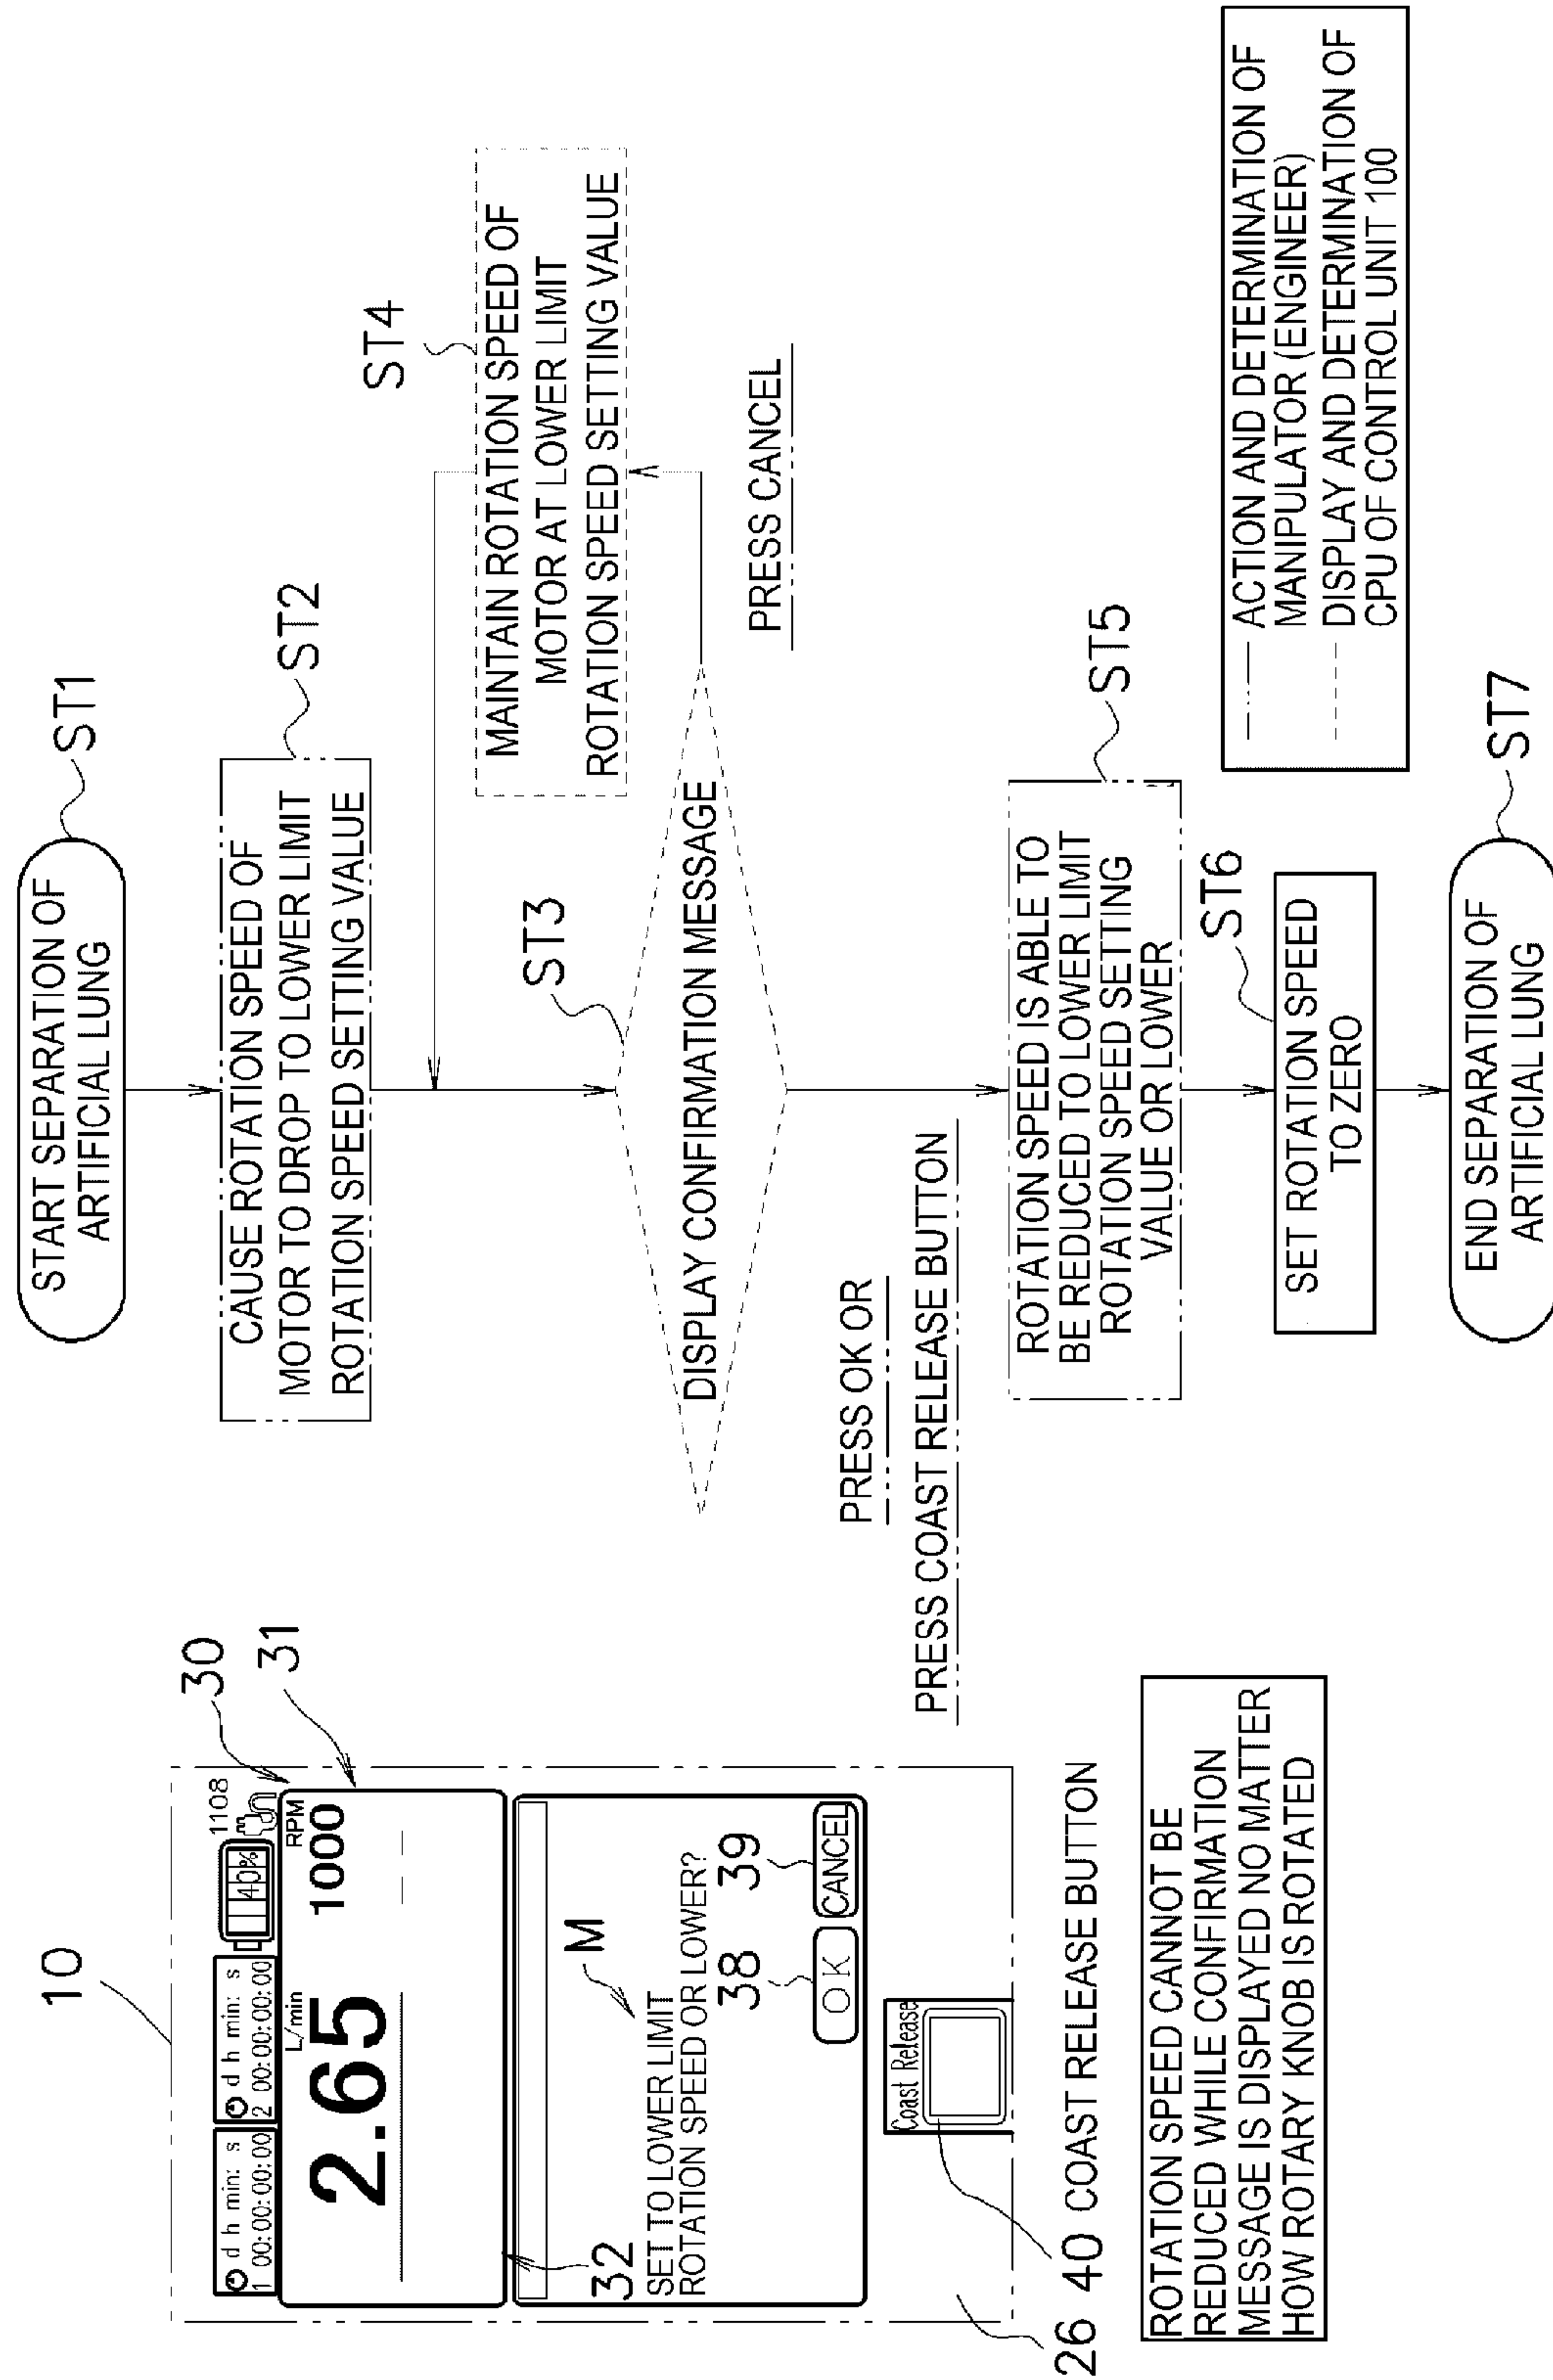 10
d h min: s
1 00:00:00:00
d h min: s
2 00:00:00:00
40%
1108
30
31
L/min
2.65
RPM
1000
32
M
SET TO LOWER LIMIT
ROTATION SPEED OR LOWER?
38
39
OK
CANCEL
Coast Release
26
40 COAST RELEASE BUTTON
ROTATION SPEED CANNOT BE
REDUCED WHILE CONFIRMATION
MESSAGE IS DISPLAYED NO MATTER
HOW ROTARY KNOB IS ROTATED
START SEPARATION OF
ARTIFICIAL LUNG
ST1
CAUSE ROTATION SPEED OF
MOTOR TO DROP TO LOWER LIMIT
ROTATION SPEED SETTING VALUE
ST2
ST3
DISPLAY CONFIRMATION MESSAGE
ST4
MAINTAIN ROTATION SPEED OF
MOTOR AT LOWER LIMIT
ROTATION SPEED SETTING VALUE
PRESS CANCEL
PRESS OK OR
PRESS COAST RELEASE BUTTON
ST5
ROTATION SPEED IS ABLE TO
BE REDUCED TO LOWER LIMIT
ROTATION SPEED SETTING
VALUE OR LOWER
ST6
SET ROTATION SPEED
TO ZERO
END SEPARATION OF
ARTIFICIAL LUNG
ST7
ACTION AND DETERMINATION OF
MANIPULATOR (ENGINEER)
DISPLAY AND DETERMINATION OF
CPU OF CONTROL UNIT 100